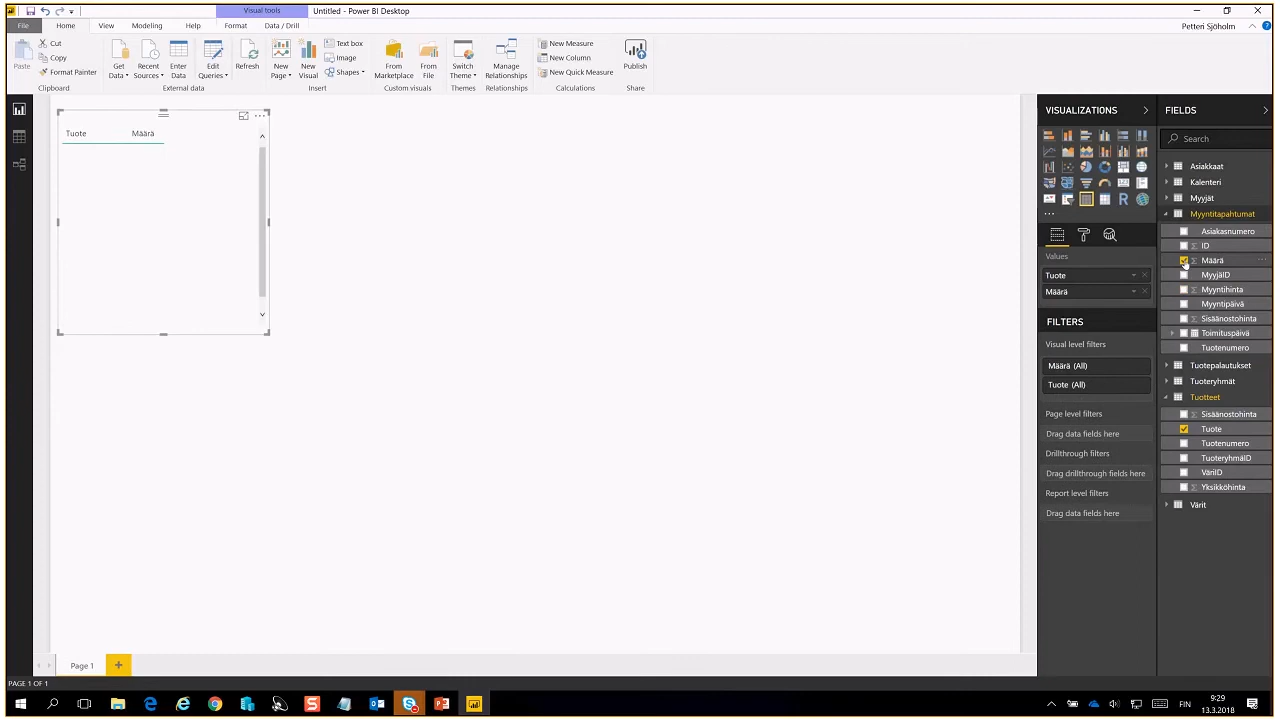 Visual tools
Untitled - Power BI Desktop
File
Home
View
Modeling
Help
Format
Data / Drill
Petteri Sjöholm
Paste
Cut
Copy
Format Painter
Clipboard
Get Data
Recent Sources
Enter Data
Edit Queries
Refresh
External data
New Page
New Visual
Text box
Image
Shapes
Insert
From Marketplace
From File
Custom visuals
Switch Theme
Themes
Manage Relationships
Relationships
New Measure
New Column
New Quick Measure
Calculations
Publish
Share
Tuote Määrä
VISUALIZATIONS
R
Values
Tuote
Määrä
FILTERS
Visual level filters
Määrä (All)
Tuote (All)
Page level filters
Drag data fields here
Drillthrough filters
Drag drillthrough fields here
Report level filters
Drag data fields here
FIELDS
Search
Asiakkaat
Kalenteri
Myyjät
Myyntitapahtumat
Asiakasnumero
ID
Määrä
MyyjäID
Myyntihinta
Myyntipäivä
Sisäänostohinta
Toimituspäivä
Tuotenumero
Tuotepalautukset
Tuoteryhmät
Tuotteet
Sisäänostohinta
Tuote
Tuotenumero
TuoteryhmäID
VäriID
Yksikköhinta
Värit
Page 1
PAGE 1 OF 1
FIN
9:29
13.3.2018